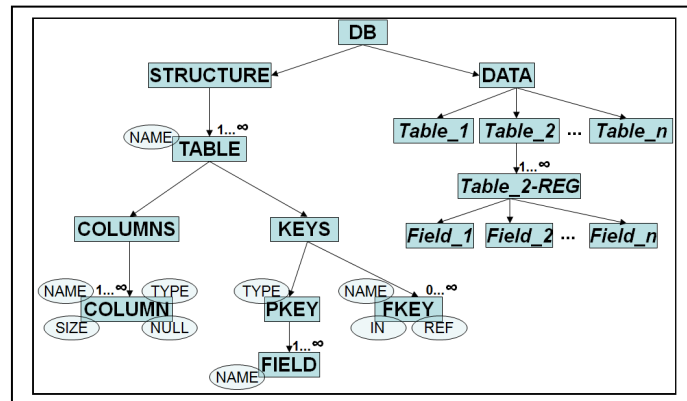 DB
STRUCTURE DATA
NAME 1... ∞ Table_1 Table_2 ... Table_n
TABLE
1... ∞
Table_2-REG
COLUMNS KEYS
Field_1 Field_2 ... Field_n
NAME 1... ∞ TYPE TYPE NAME 0... ∞
COLUMN PKEY FKEY
SIZE NULL IN REF
1... ∞
FIELD
NAME